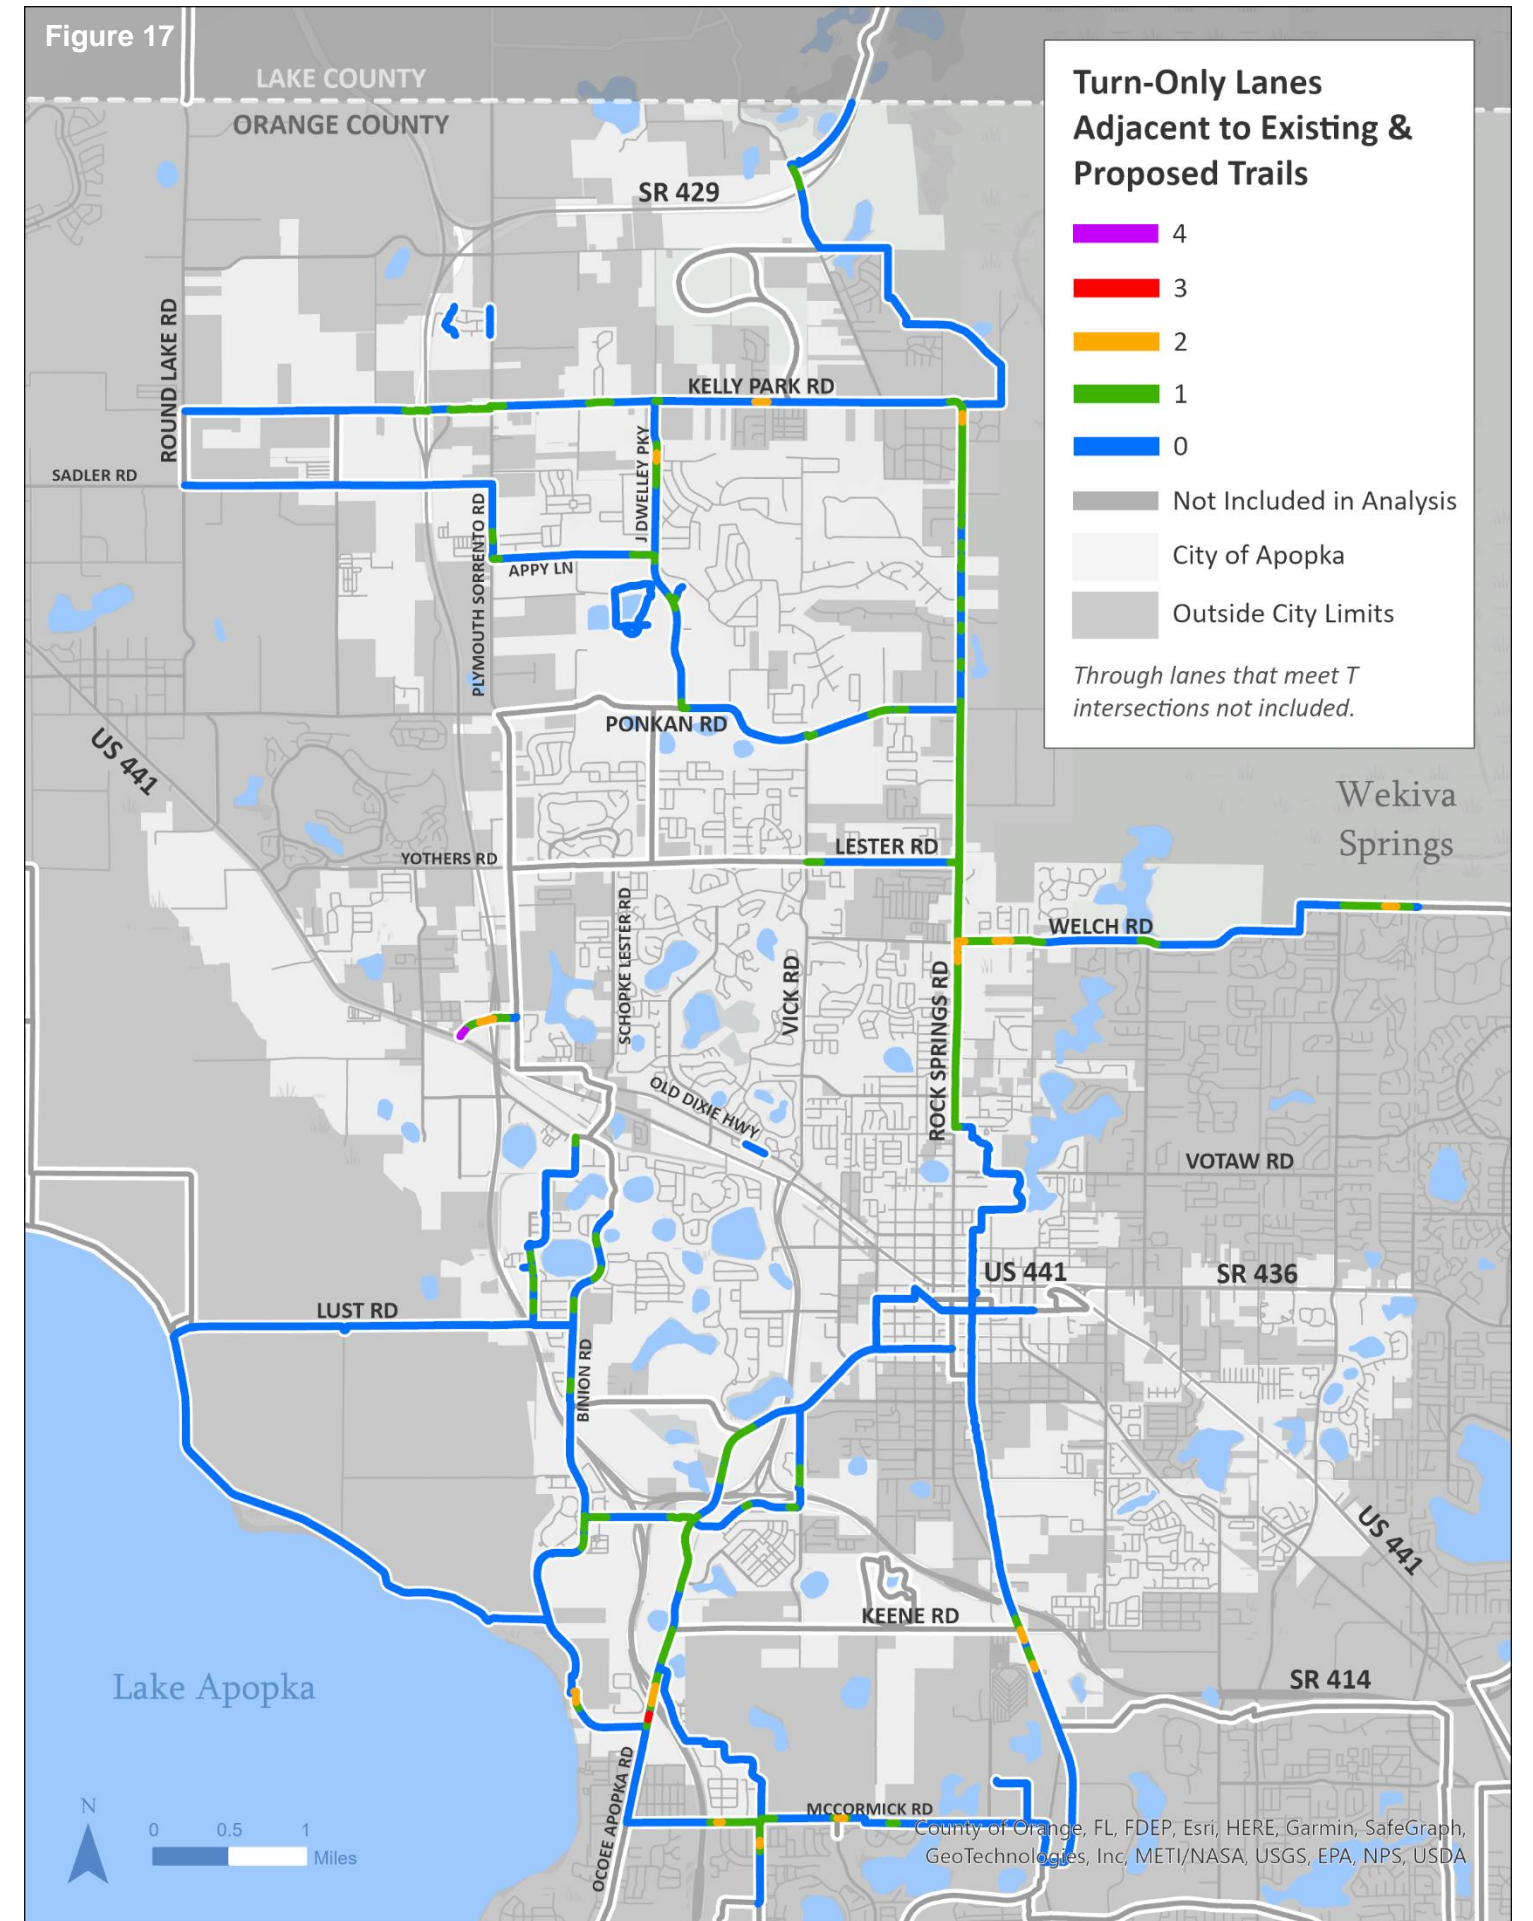 Figure 17
LAKE COUNTY
ORANGE COUNTY
SR 429
Turn-Only Lanes
Adjacent to Existing &
Proposed Trails
4
3
2
1
0
Not Included in Analysis
City of Apopka
Outside City Limits
Through lanes that meet T
intersections not included.
ROUND LAKE RD
KELLY PARK RD
SADLER RD
J DWELLEY PKY
PLYMOUTH SORRENTO RD
APPY LN
PONKAN RD
US 441
Wekiva
Springs
YOTHERS RD
LESTER RD
SCHOPKE LESTER RD
VICK RD
ROCK SPRINGS RD
WELCH RD
OLD DIXIE HWY
VOTAW RD
US 441
SR 436
LUST RD
BINION RD
US 441
KEENE RD
SR 414
Lake Apopka
OCOEE APOPKA RD
MCCORMICK RD
N
0 0.5 1
Miles
County of Orange, FL, FDEP, Esri, HERE, Garmin, SafeGraph,
GeoTechnologies, Inc, METI/NASA, USGS, EPA, NPS, USDA